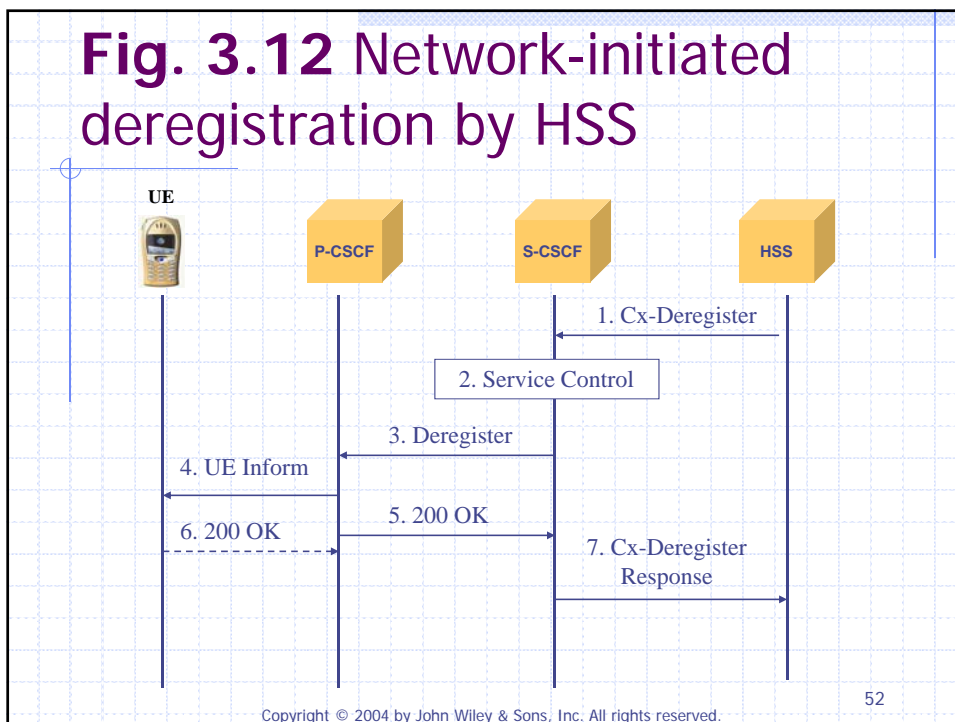 Fig. 3.12 Network-initiated
deregistration by HSS
UE
P-CSCF
S-CSCF
HSS
1. Cx-Deregister
2. Service Control
3. Deregister
4. UE Inform
5. 200 OK
6. 200 OK
7. Cx-Deregister
Response
52
Copyright © 2004 by John Wiley & Sons, Inc. All rights reserved.